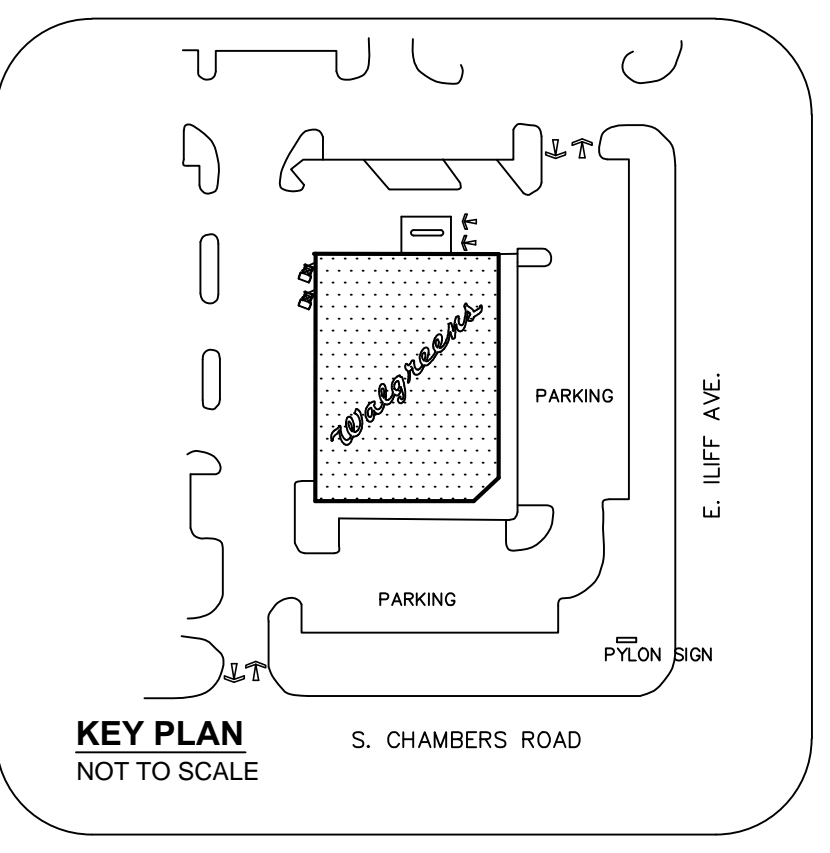 Walgreens
PARKING
E. ILIFF AVE.
PARKING
PYLON SIGN
KEY PLAN
NOT TO SCALE
S. CHAMBERS ROAD